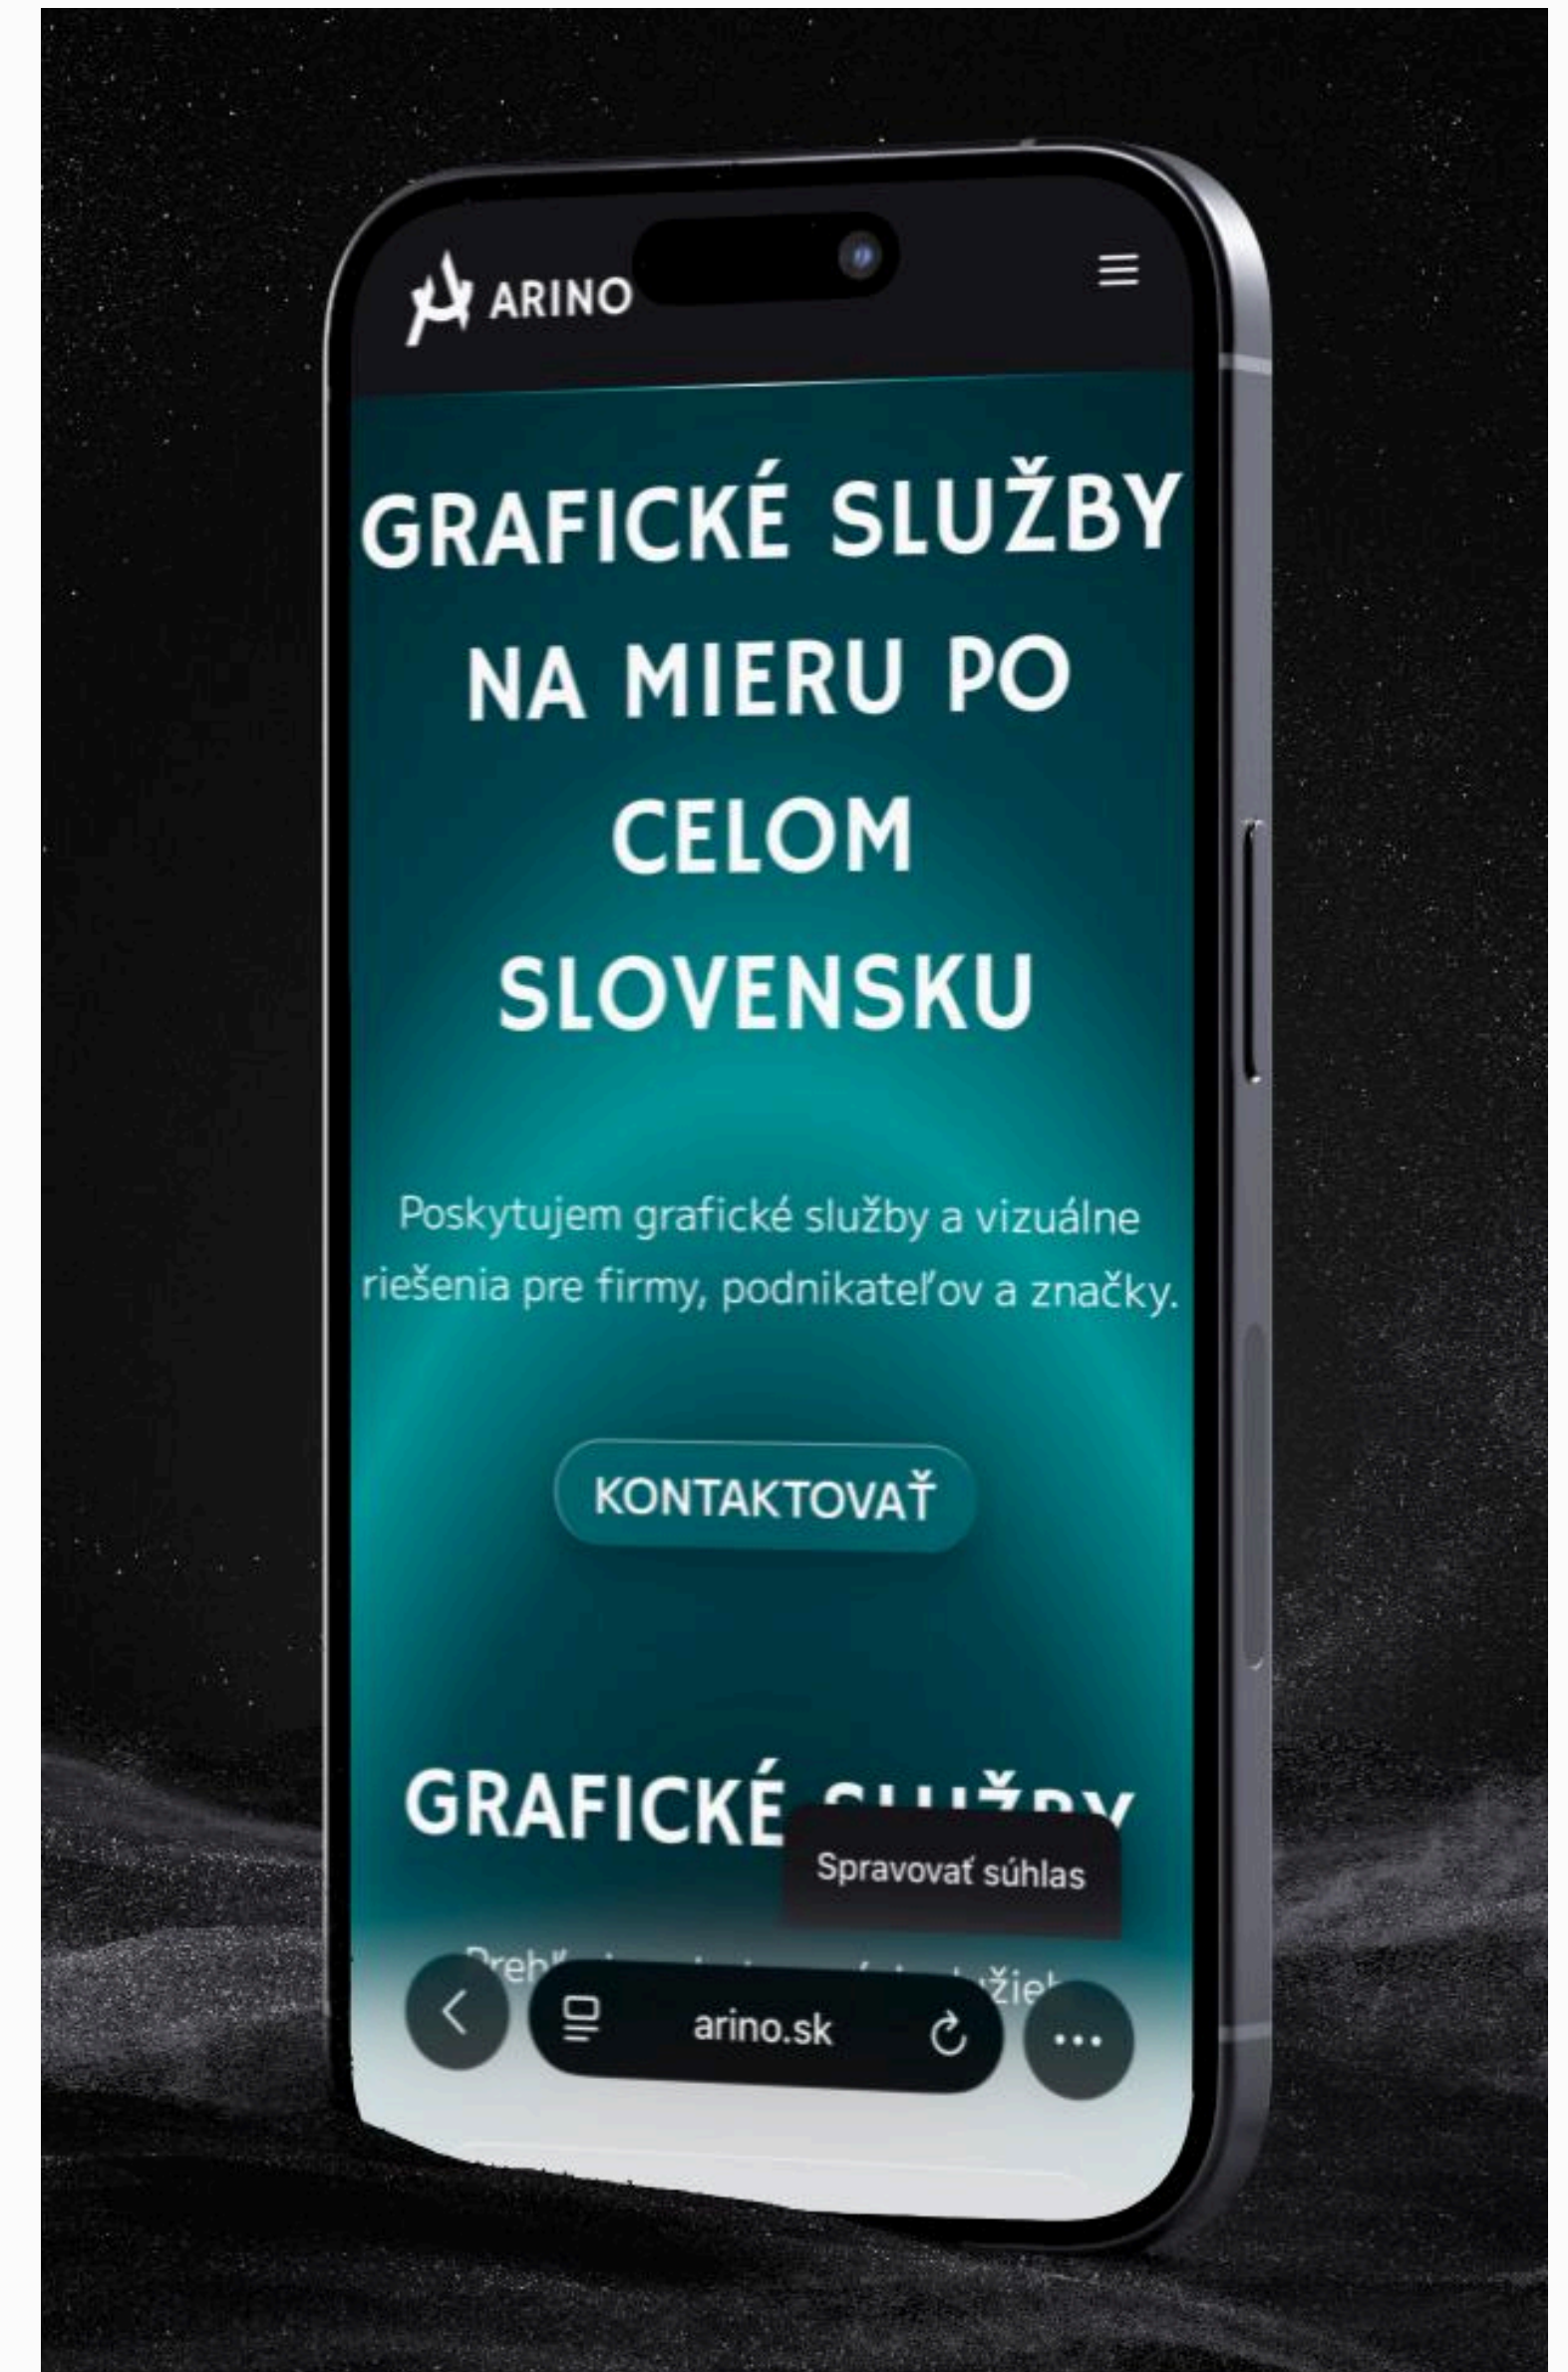 ARINO
GRAFICKÉ SLUŽBY
NA MIERU PO
CELOM
SLOVENSKU
Poskytujem grafické služby a vizuálne
riešenia pre firmy, podnikateľov a značky.
KONTAKTOVAŤ
GRAFICKÉ SLUŽBY
Spravovať súhlas
arino.sk